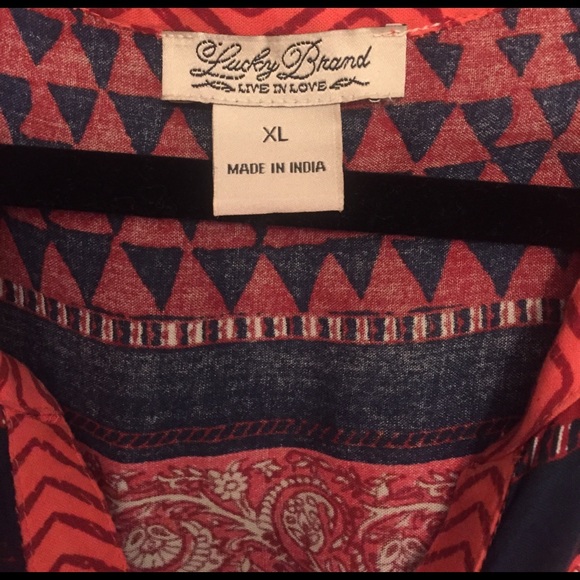 Lucky Brand
LIVE IN LOVE
XL
MADE IN INDIA